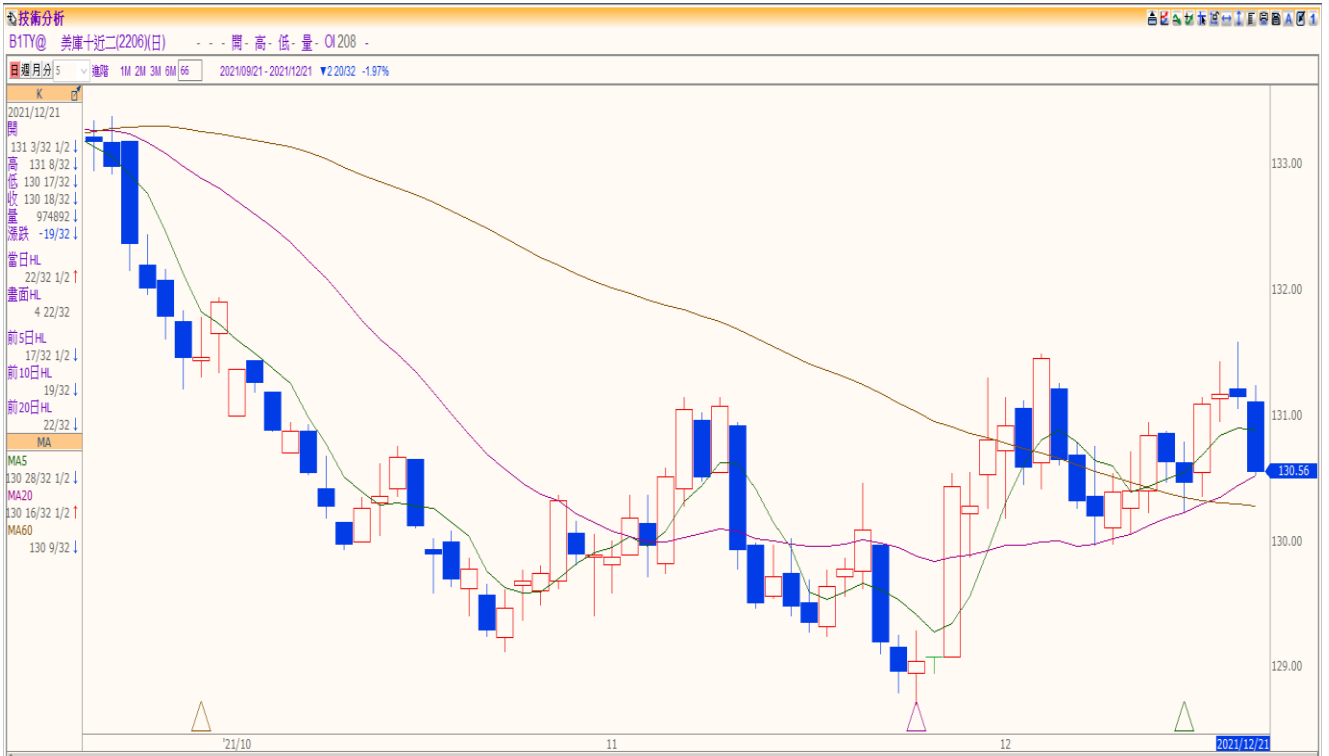 技術分析
B1TY@ 美庫十近二(2206)(日) - - - 開- 高- 低- 量- OI 208 -
日 週 月 分 5 進階 1M 2M 3M 6M 66 2021/09/21 - 2021/12/21 ▼2 20/32 -1.97%
K
2021/12/21
開
131 3/32 1/2↓
高 131 8/32↓
低 130 17/32↓
收 130 18/32↓
量 974892↓
漲跌 -19/32↓
當日HL
22/32 1/2↑
畫面HL
4 22/32
前5日HL
17/32 1/2↓
前10日HL
19/32↓
前20日HL
22/32↓
MA
MA5
130 28/32 1/2↓
MA20
130 16/32 1/2↑
MA60
130 9/32↓
133.00
132.00
131.00
130.56
130.00
129.00
'21/10 11 12 2021/12/21